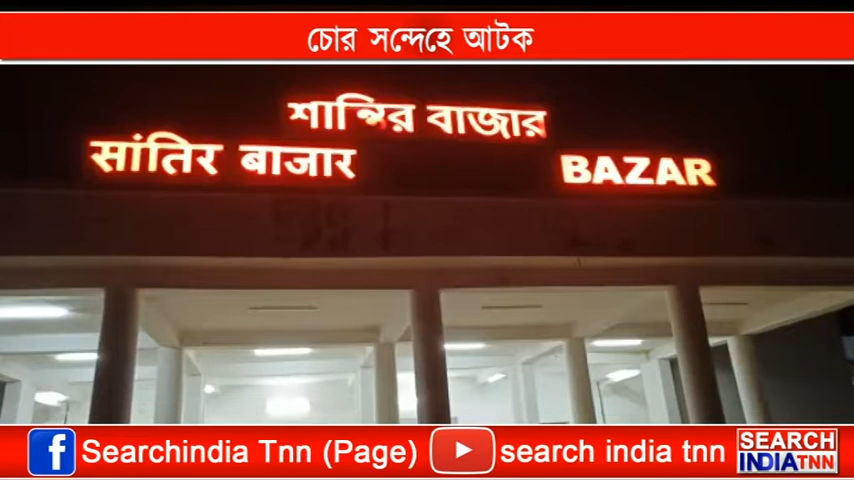 চোর সন্দেহে আটক
শান্তির বাজার
सांतिर बाजार
BAZAR
Searchindia Tnn (Page)
search india tnn
SEARCH
INDIATNN